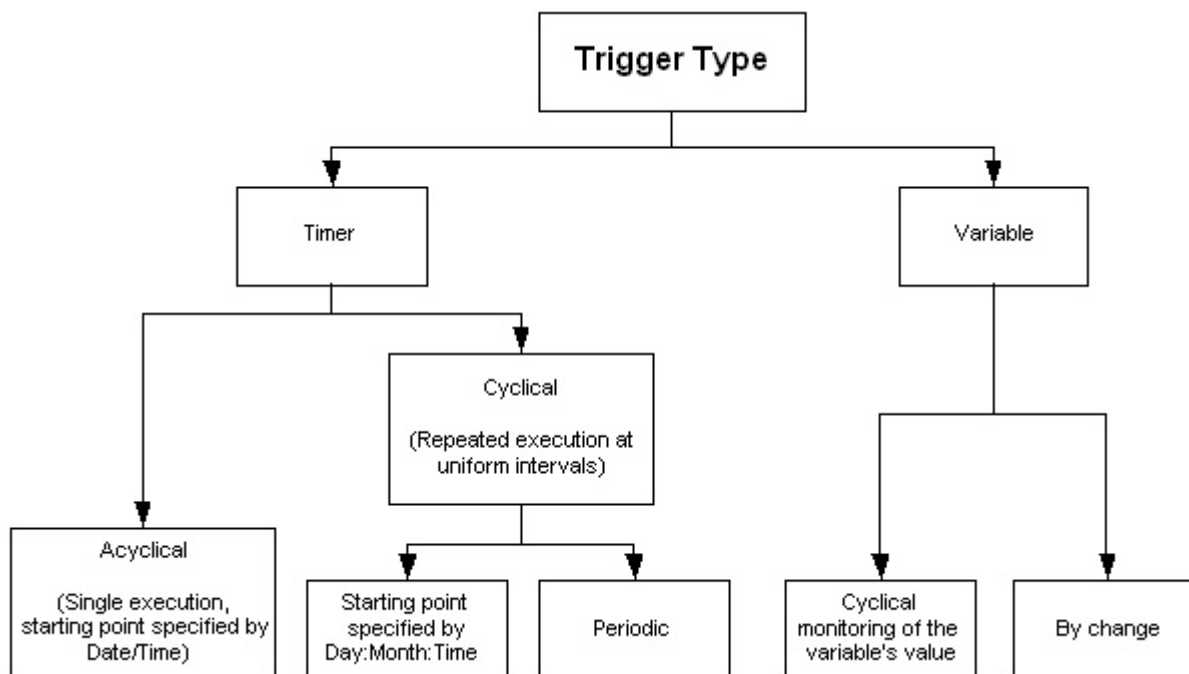 Trigger Type
Timer
Variable
Cyclical
(Repeated execution at
uniform intervals)
Acyclical
(Single execution,
starting point specified by
Date/Time)
Starting point
specified by
Day:Month:Time
Periodic
Cyclical
monitoring of the
variable's value
By change